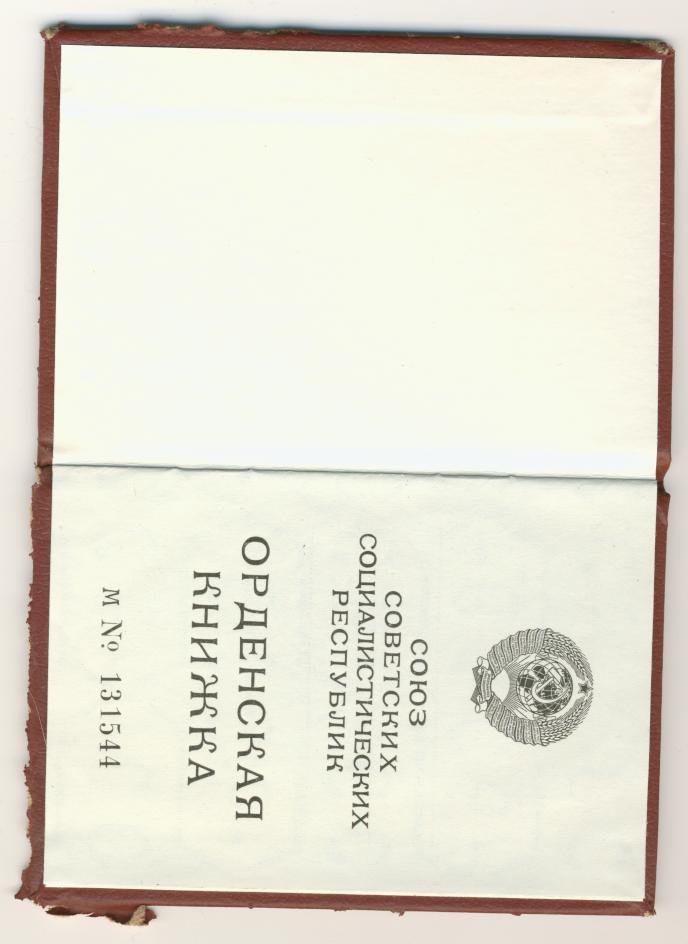 СОЮЗ
СОВЕТСКИХ
СОЦИАЛИСТИЧЕСКИХ
РЕСПУБЛИК
ОРДЕНСКАЯ
КНИЖКА
м № 131544